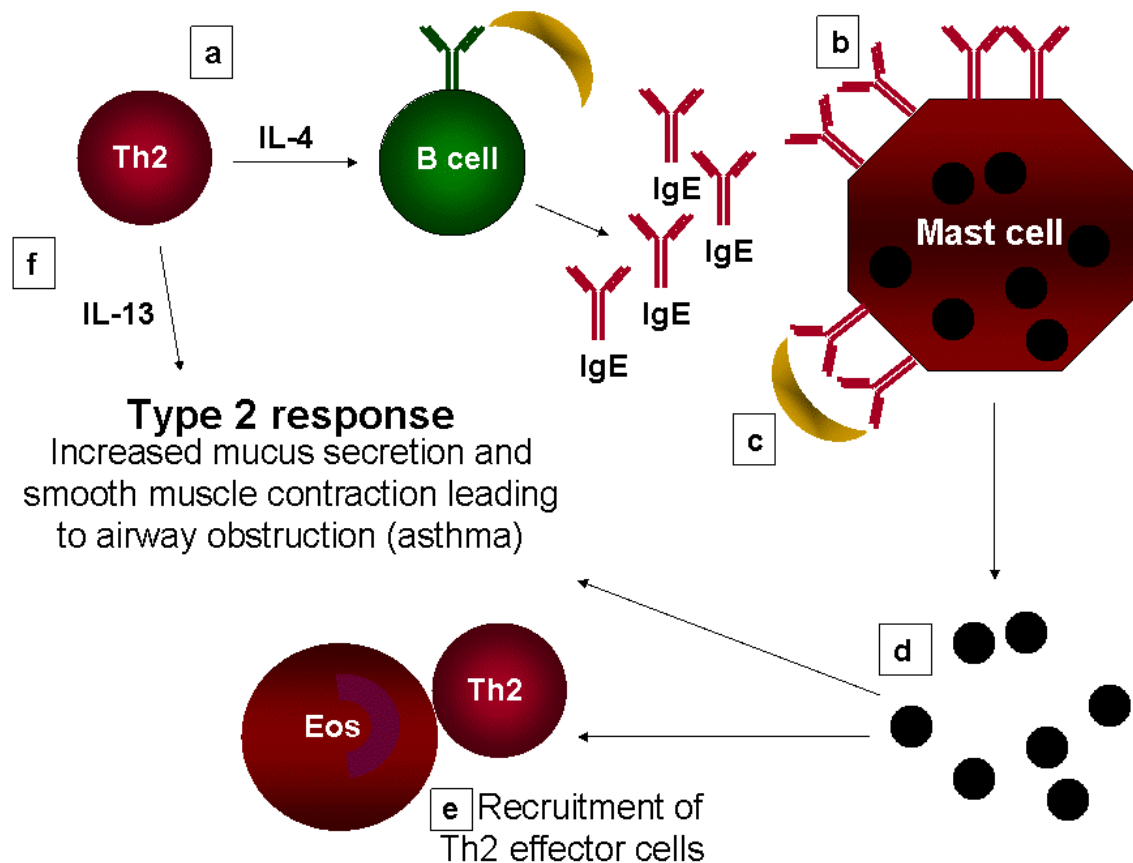 a
b
Th2
IL-4
B cell
IgE
IgE
IgE
IgE
Mast cell
f
IL-13
Type 2 response
Increased mucus secretion and
smooth muscle contraction leading
to airway obstruction (asthma)
c
d
Eos
Th2
e Recruitment of
Th2 effector cells